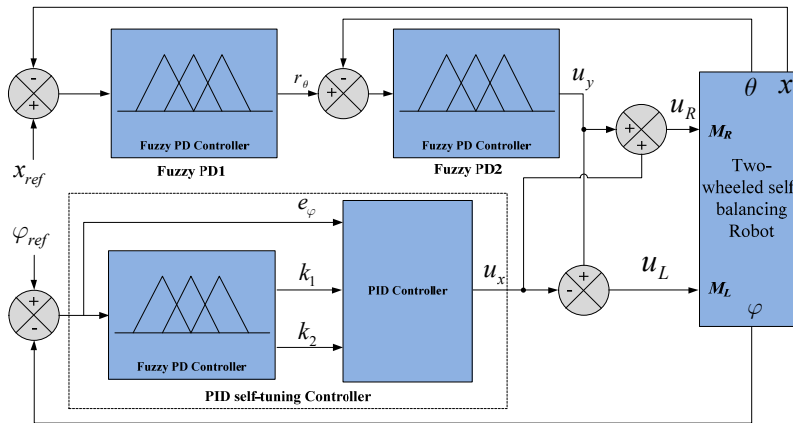 -
+
x_ref
Fuzzy PD Controller
Fuzzy PD1
r_θ
-
+
Fuzzy PD Controller
Fuzzy PD2
u_y
+
+
u_R
θ
x
M_R
Two-
wheeled self
balancing
Robot
M_L
φ
φ_ref
+
-
e_φ
Fuzzy PD Controller
k_1
k_2
PID Controller
PID self-tuning Controller
u_x
+
-
u_L